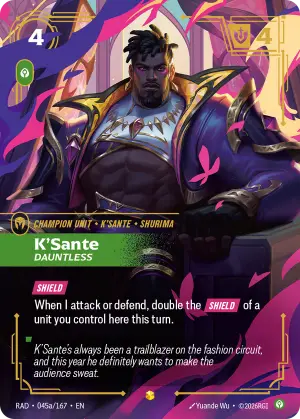 4
4
CHAMPION UNIT • K'SANTE • SHURIMA
K'Sante
DAUNTLESS
SHIELD
When I attack or defend, double the SHIELD of a
unit you control here this turn.
K'Sante's always been a trailblazer on the fashion circuit,
and this year he definitely wants to make the
audience sweat.
RAD • 045a/167 • EN
Yuande Wu • ©2026RGI